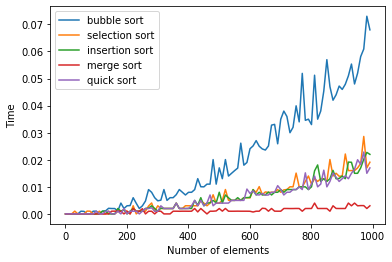 bubble sort
selection sort
insertion sort
merge sort
quick sort
0.07
0.06
0.05
0.04
0.03
0.02
0.01
0.00
Time
0 200 400 600 800 1000
Number of elements